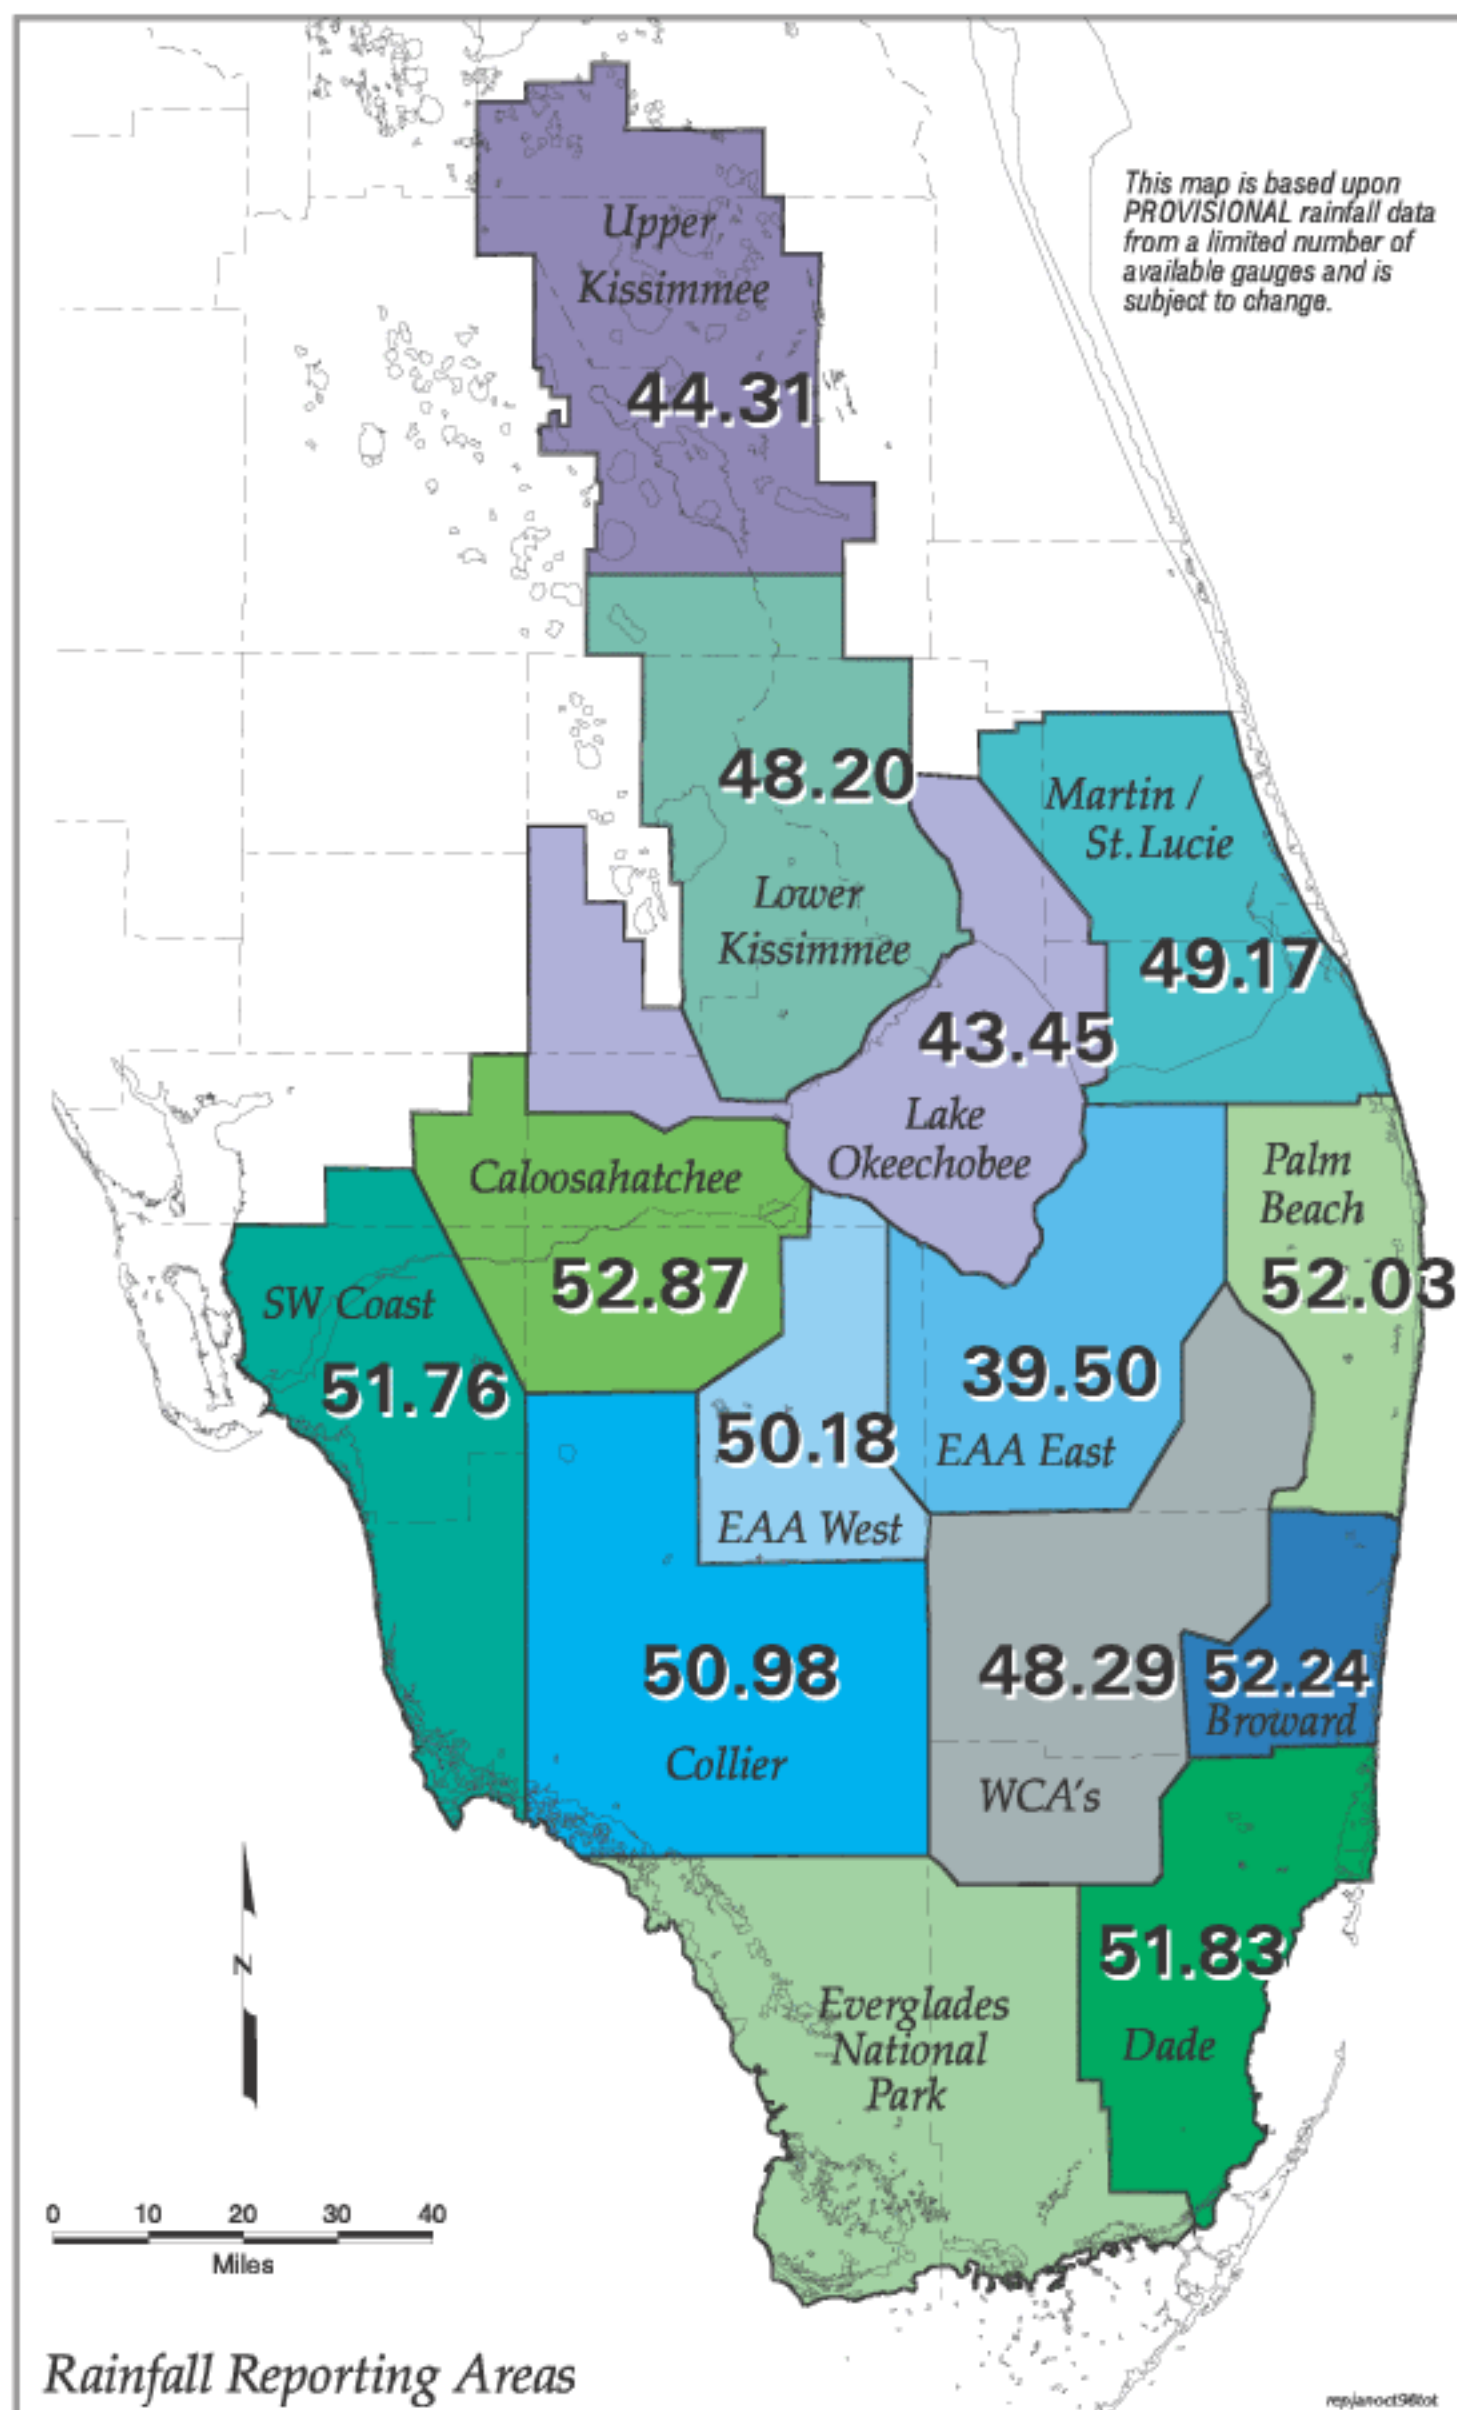 This map is based upon
PROVISIONAL rainfall data
from a limited number of
available gauges and is
subject to change.
Upper
Kissimmee
44.31
48.20
Lower
Kissimmee
Martin /
St. Lucie
49.17
43.45
Lake
Okeechobee
Caloosahatchee
52.87
Palm
Beach
52.03
SW Coast
51.76
39.50
EAA East
50.18
EAA West
50.98
Collier
48.29
WCA's
52.24
Broward
51.83
Dade
Everglades
National
Park
N
0 10 20 30 40
Miles
Rainfall Reporting Areas
repjanoct98tot